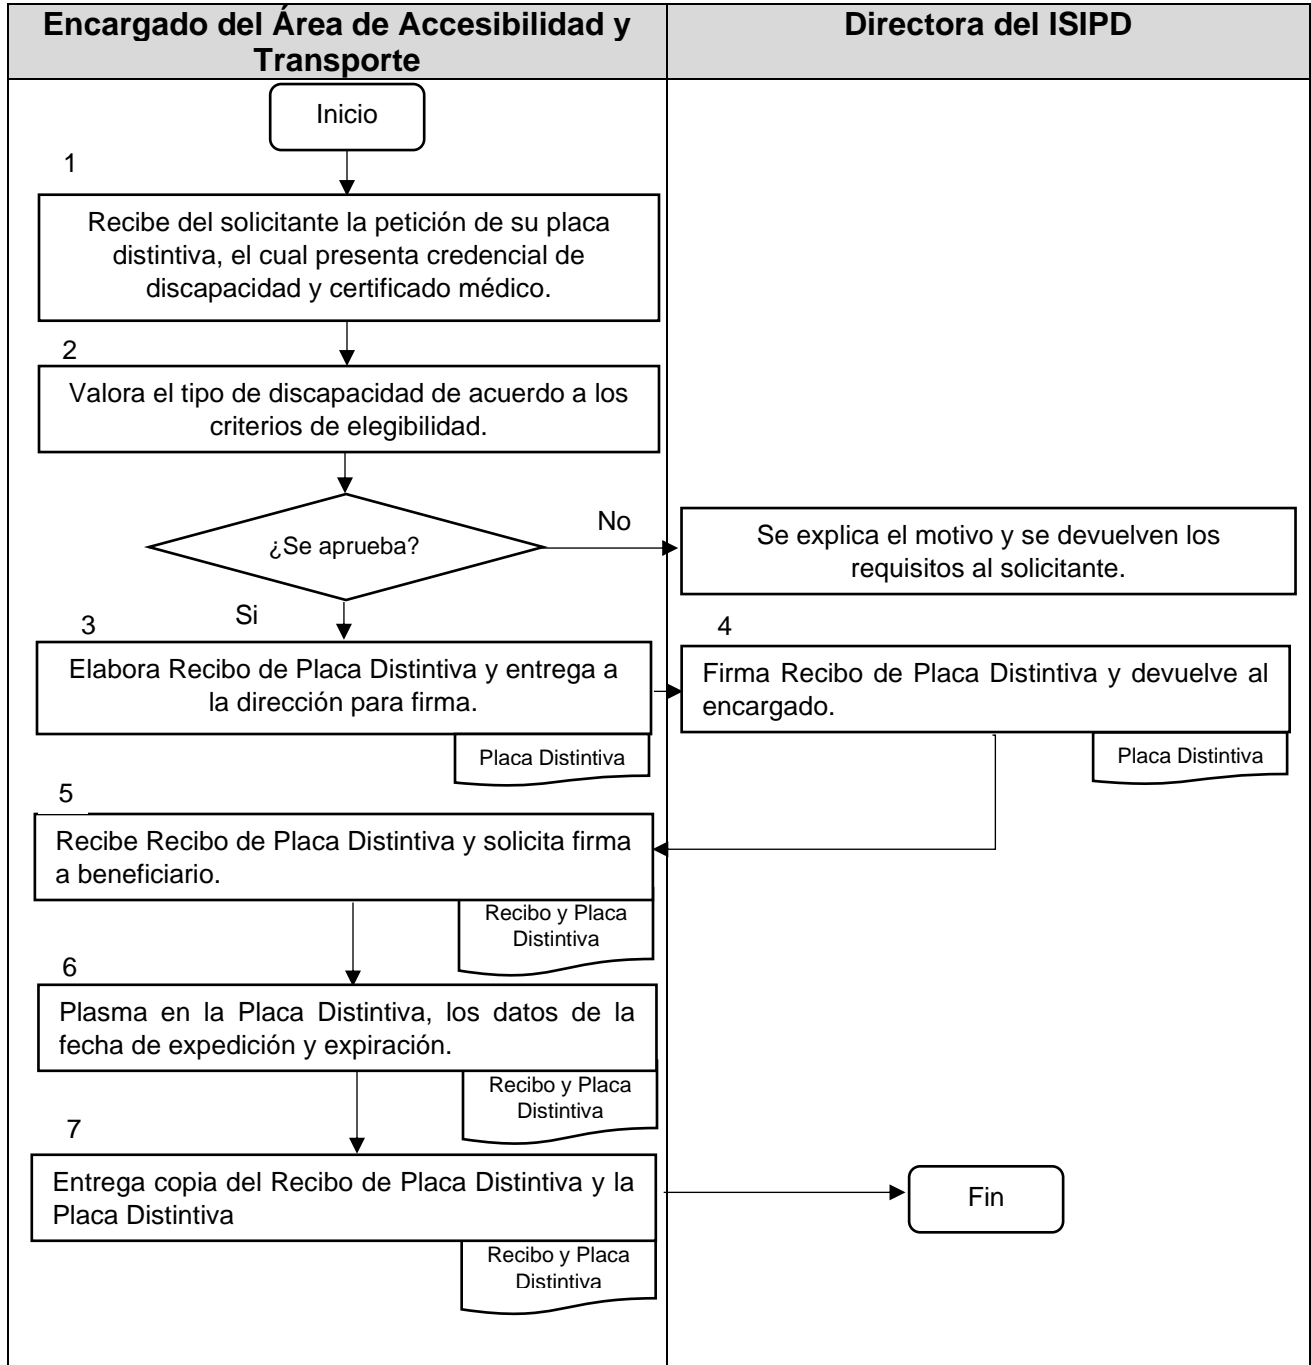 Encargado del Área de Accesibilidad y
Transporte
Directora del ISIPD
Inicio
1
Recibe del solicitante la petición de su placa
distintiva, el cual presenta credencial de
discapacidad y certificado médico.
2
Valora el tipo de discapacidad de acuerdo a los
criterios de elegibilidad.
¿Se aprueba?
No
Se explica el motivo y se devuelven los
requisitos al solicitante.
Si
3
Elabora Recibo de Placa Distintiva y entrega a
la dirección para firma.
Placa Distintiva
4
Firma Recibo de Placa Distintiva y devuelve al
encargado.
Placa Distintiva
5
Recibe Recibo de Placa Distintiva y solicita firma
a beneficiario.
Recibo y Placa
Distintiva
6
Plasma en la Placa Distintiva, los datos de la
fecha de expedición y expiración.
Recibo y Placa
Distintiva
7
Entrega copia del Recibo de Placa Distintiva y la
Placa Distintiva
Recibo y Placa
Distintiva
Fin